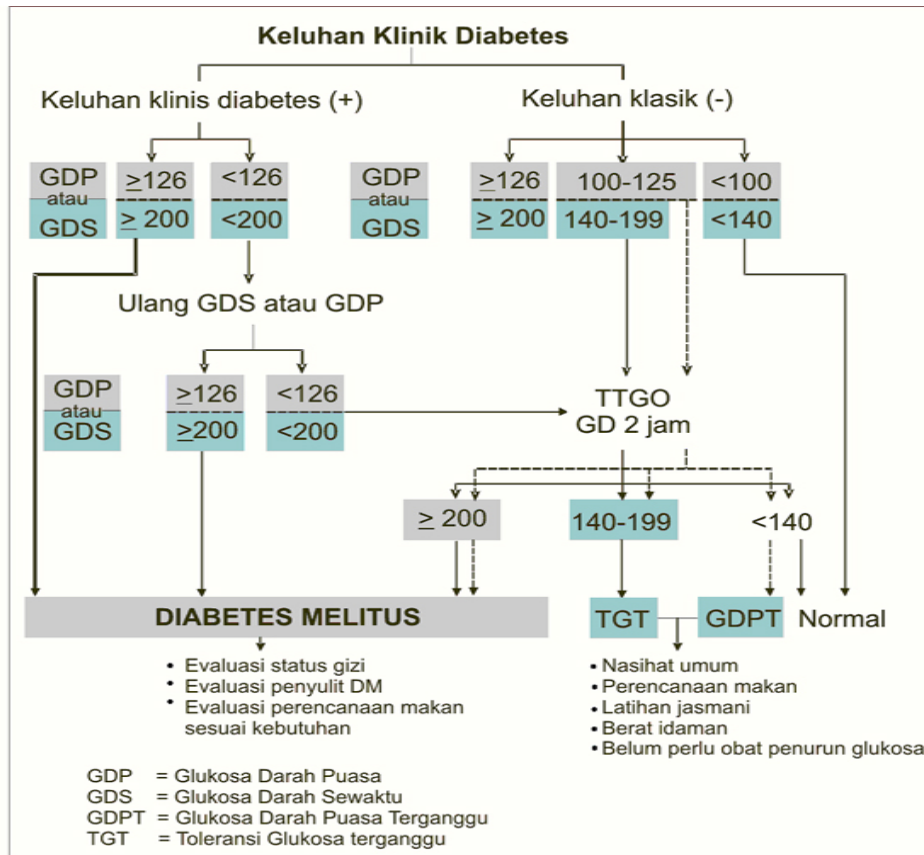 Keluhan Klinik Diabetes
Keluhan klinis diabetes (+)
Keluhan klasik (-)
GDP
atau
GDS
≥126
≥ 200
<126
<200
GDP
atau
GDS
≥126
≥ 200
100-125
140-199
<100
<140
Ulang GDS atau GDP
GDP
atau
GDS
≥126
≥200
<126
<200
TTGO
GD 2 jam
≥ 200
140-199
<140
DIABETES MELITUS
TGT
GDPT
Normal
• Evaluasi status gizi
• Evaluasi penyulit DM
• Evaluasi perencanaan makan
sesuai kebutuhan
• Nasihat umum
• Perencanaan makan
• Latihan jasmani
• Berat idaman
• Belum perlu obat penurun glukosa
GDP = Glukosa Darah Puasa
GDS = Glukosa Darah Sewaktu
GDPT = Glukosa Darah Puasa Terganggu
TGT = Toleransi Glukosa terganggu